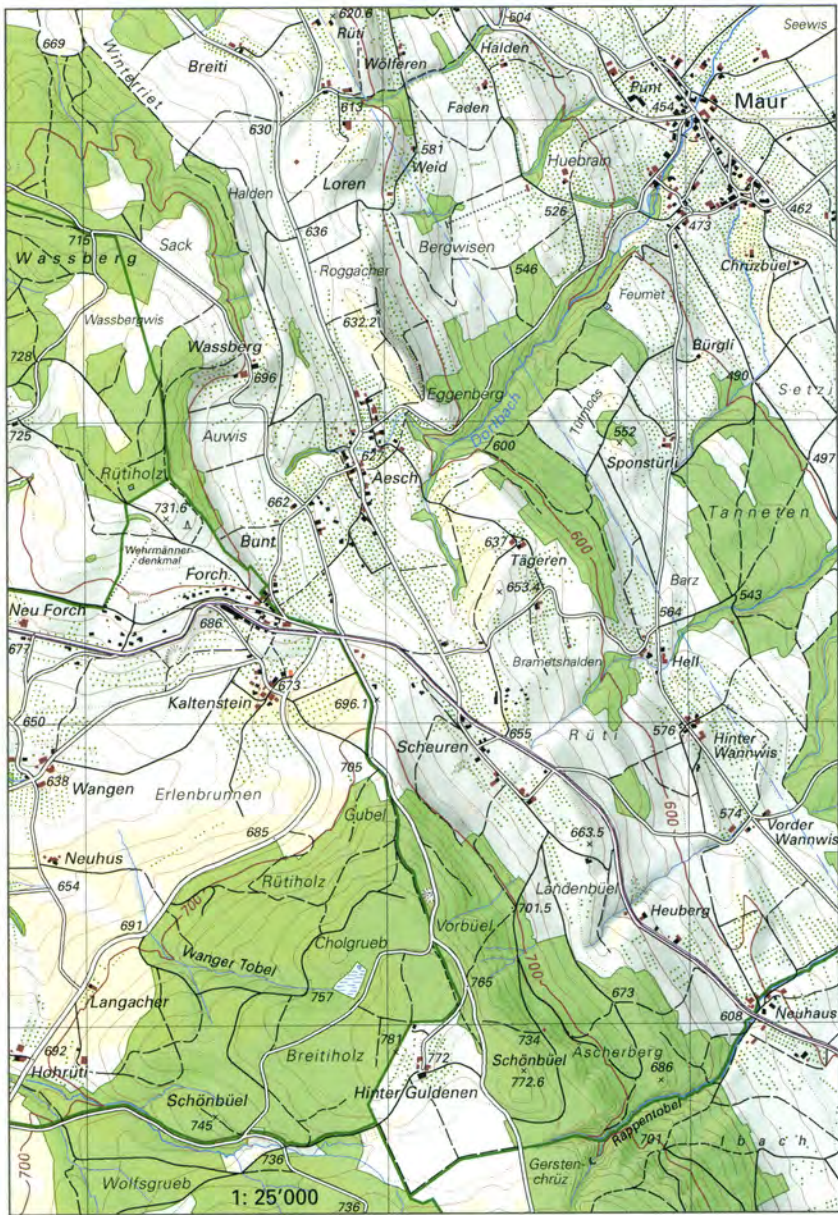 620.6
504
Seewis
669
Winterriet
Breiti
Rüti
Wölferen
Halden
Punt
454
Maur
613
Faden
630
581
Weid
Huebrain
Loren
Halden
526
462
473
715
Sack
636
Bergwisen
Chrüzbüel
Wassberg
Roggacher
546
Feumet
Wassbergwis
632.2
728
Wassberg
696
Bürgli
Eggenberg
490
Setz
725
Auwis
Dorfbach
Türmoos
552
627
600
Sponstürli
497
Rütiholz
Aesch
662
Tanneten
731.6
Bunt
637
600
Wehrmänner-
denkmal
Tägeren
Forch
653.4
Barz
543
Neu Forch
564
686
677
Brametshalden
Hell
673
Kaltenstein
696.1
650
Scheuren
655
Rüti
576
Hinter
Wannwis
705
638
Wangen
Erlenbrunnen
600
574
Gubel
685
663.5
Vorder
Wannwis
Neuhus
654
Rütiholz
Landenbüel
700
701.5
Heuberg
691
Cholgrueb
Vorbüel
Wanger Tobel
700
765
757
673
Langacher
608
Neuhaus
781
734
692
Breitiholz
772
Schönbüel
Ascherberg
Hohrüti
772.6
686
Schönbüel
Hinter Guldenen
745
Rappentobel
701
Ibach
736
Gersten-
chrüz
700
Wolfsgrueb
1: 25'000
736